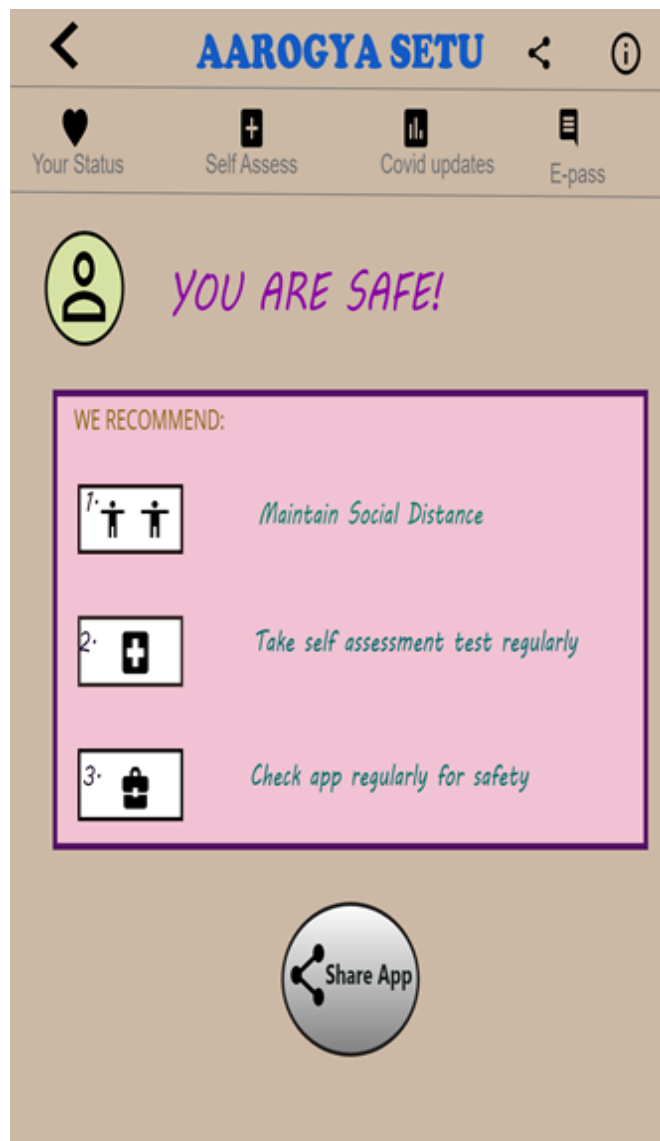 AAROGYA SETU
Your Status Self Assess Covid updates E-pass
YOU ARE SAFE!
WE RECOMMEND:
1. Maintain Social Distance
2. Take self assessment test regularly
3. Check app regularly for safety
Share App